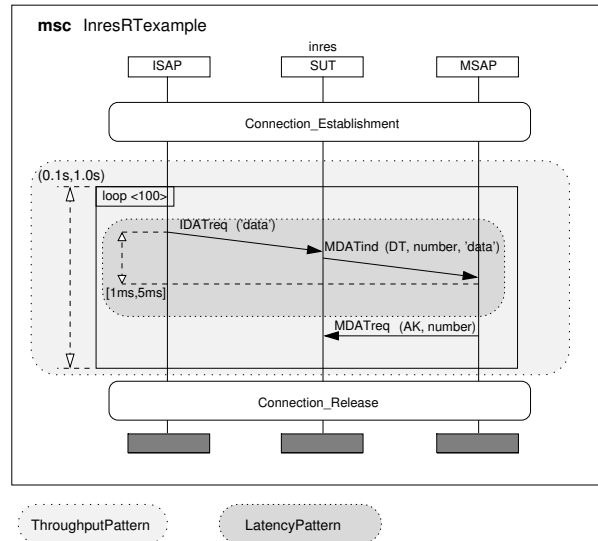 msc InresRTexample
inres
ISAP SUT MSAP
Connection_Establishment
(0.1s,1.0s)
loop <100>
IDATreq ('data')
MDATind (DT, number, 'data')
[1ms,5ms]
MDATreq (AK, number)
Connection_Release
ThroughputPattern LatencyPattern